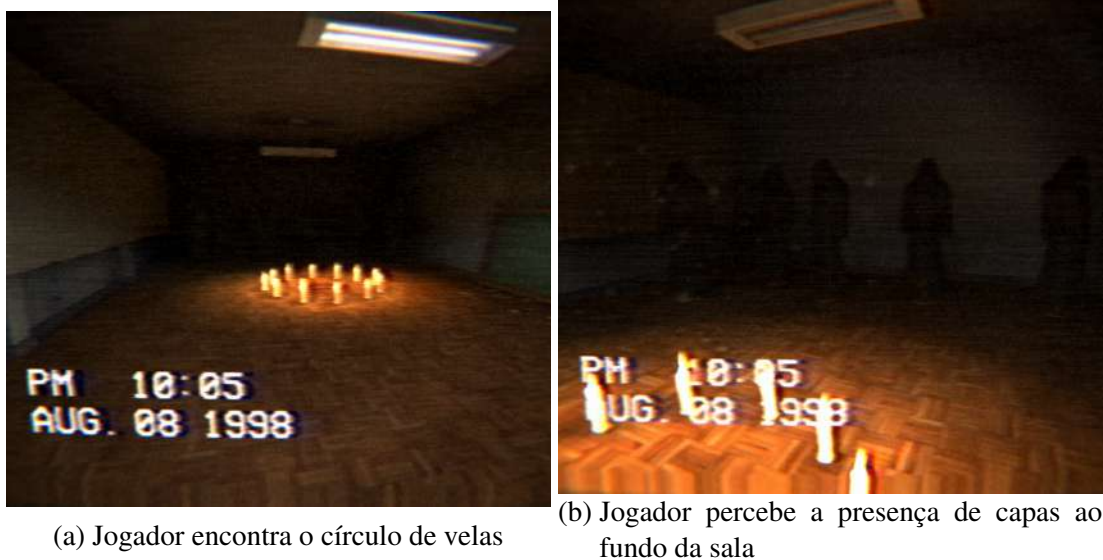 PM 10:05
AUG. 08 1998
PM 10:05
AUG. 08 1998
(a) Jogador encontra o círculo de velas
(b) Jogador percebe a presença de capas ao
fundo da sala